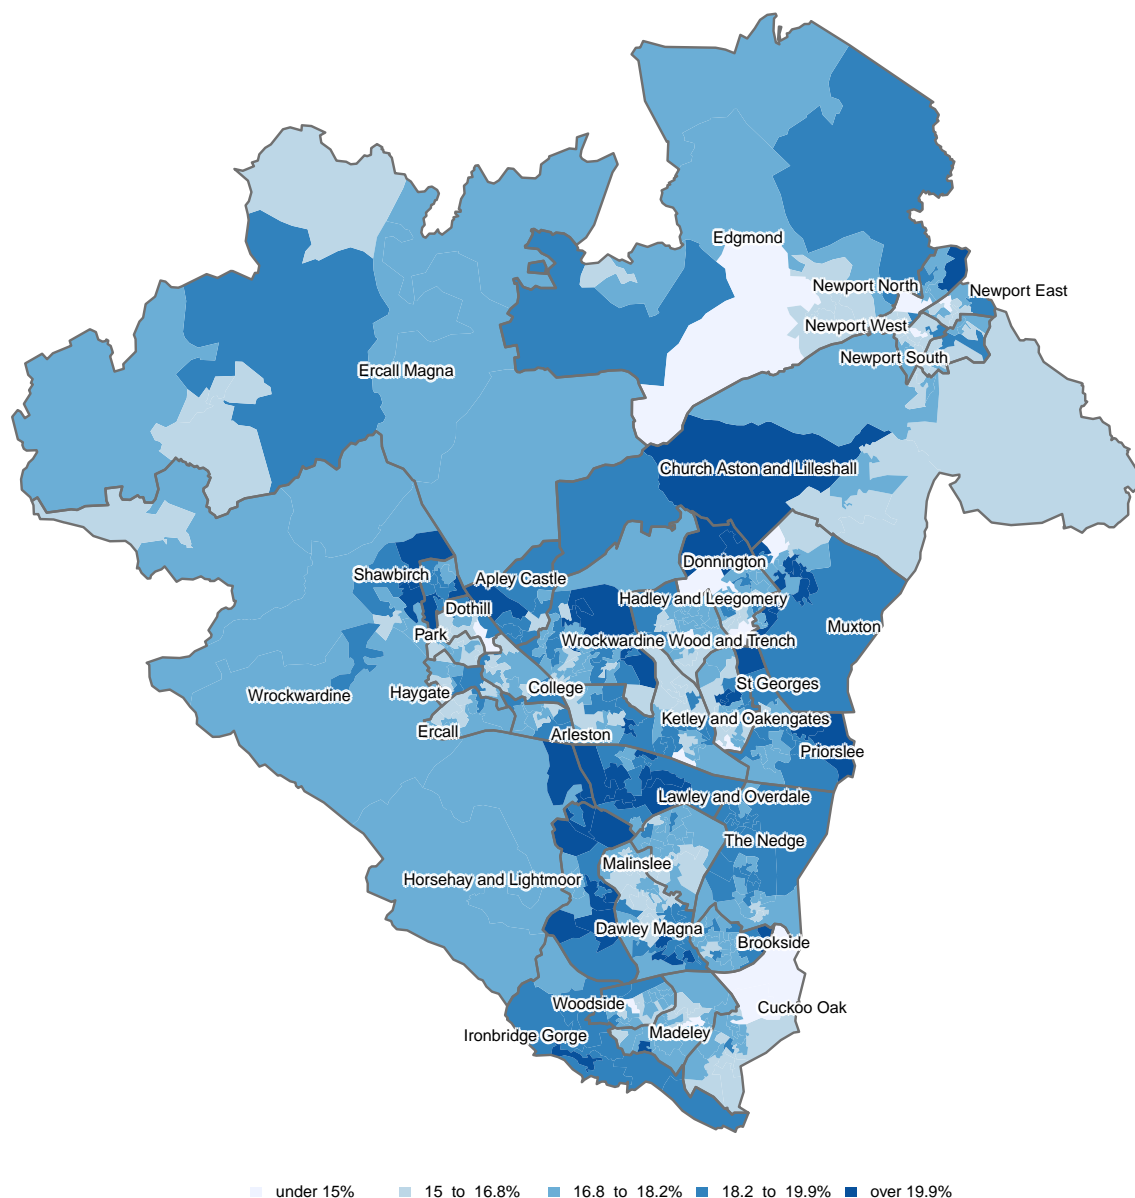 Edgmond
Newport North
Newport East
Newport West
Newport South
Ercall Magna
Church Aston and Lilleshall
Donnington
Shawbirch
Apley Castle
Hadley and Leegomery
Dothill
Muxton
Park
Wrockwardine Wood and Trench
St Georges
College
Haygate
Wrockwardine
Ketley and Oakengates
Ercall
Arleston
Priorslee
Lawley and Overdale
The Nedge
Malinslee
Horsehay and Lightmoor
Dawley Magna
Brookside
Woodside
Cuckoo Oak
Ironbridge Gorge
Madeley
under 15% 15 to 16.8% 16.8 to 18.2% 18.2 to 19.9% over 19.9%